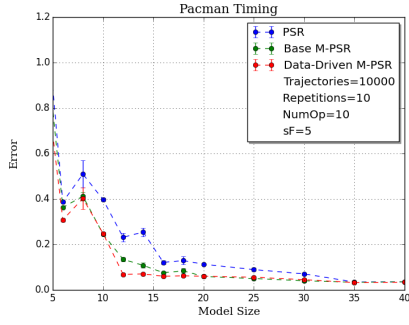 Pacman Timing
1.2
1.0
0.8
0.6
0.4
0.2
0.0
Error
PSR
Base M-PSR
Data-Driven M-PSR
Trajectories=10000
Repetitions=10
NumOp=10
sF=5
5 10 15 20 25 30 35 40
Model Size